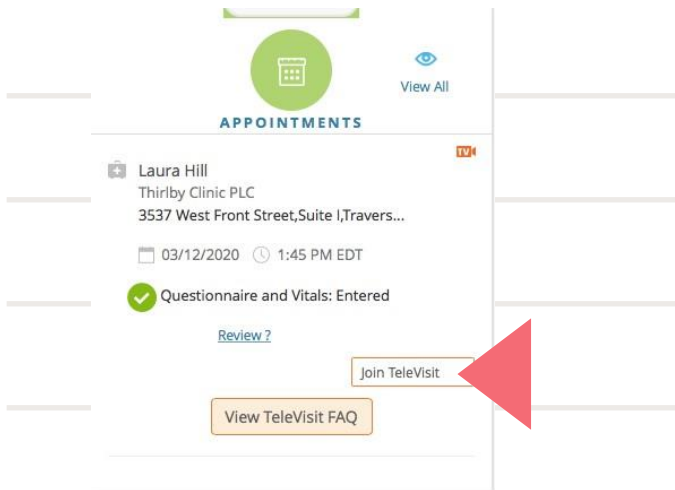 View All
APPOINTMENTS
TV
Laura Hill
Thirlby Clinic PLC
3537 West Front Street,Suite I,Travers...
03/12/2020 1:45 PM EDT
Questionnaire and Vitals: Entered
Review ?
Join TeleVisit
View TeleVisit FAQ